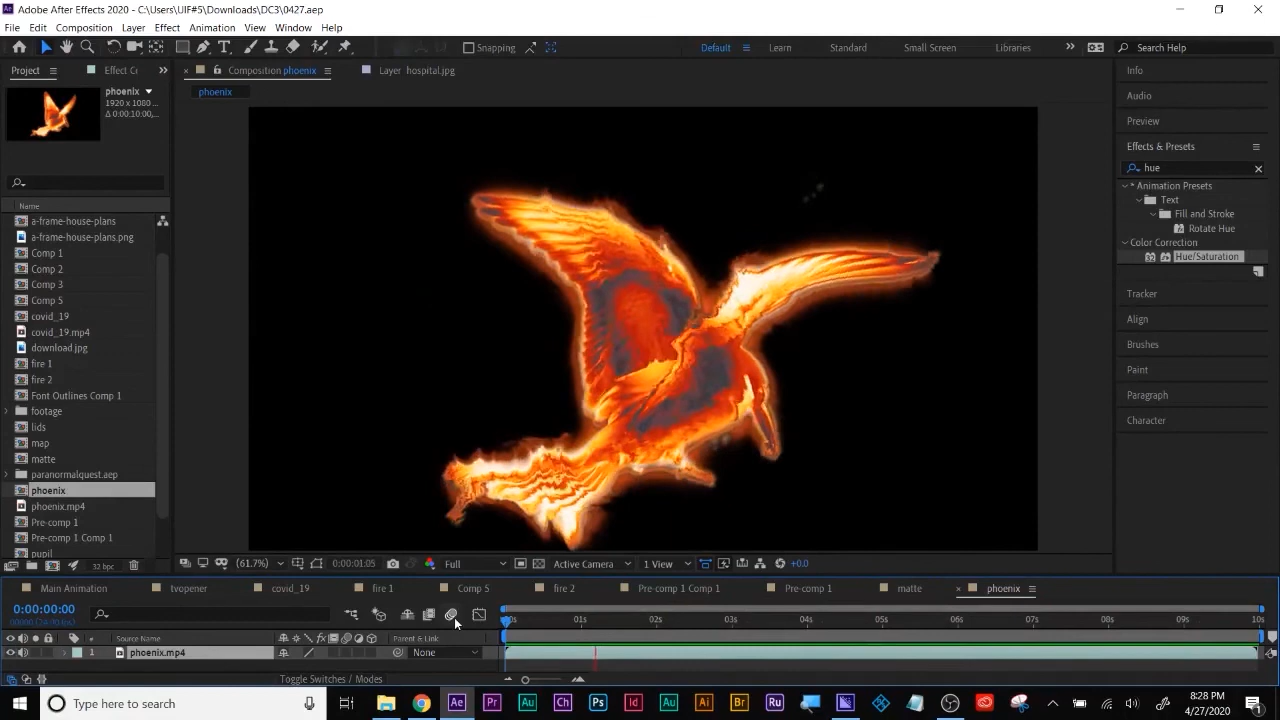 Adobe After Effects 2020 - C:\Users\UIF#5\Downloads\DC3\0427.aep
File Edit Composition Layer Effect Animation View Window Help
Snapping Default Learn Standard Small Screen Libraries Search Help
Project Effect Cr Composition phoenix Layer hospital.jpg Info
phoenix phoenix
1920 x 1080 ... Audio
Δ 0:00:10:00,
Preview
Effects & Presets
hue
Animation Presets
Text
Fill and Stroke
Rotate Hue
Color Correction
Hue/Saturation
Tracker
Align
Brushes
Paint
Paragraph
Character
Name
a-frame-house-plans
a-frame-house-plans.png
Comp 1
Comp 2
Comp 3
Comp 5
covid_19
covid_19.mp4
download.jpg
fire 1
fire 2
Font Outlines Comp 1
footage
lids
map
matte
paranormalquest.aep
phoenix
phoenix.mp4
Pre-comp 1
Pre-comp 1 Comp 1
pupil
32 bpc (61.7%) 0:00:01:05 Full Active Camera 1 View +0.0
Main Animation tvopener covid_19 fire 1 Comp 5 fire 2 Pre-comp 1 Comp 1 Pre-comp 1 matte phoenix
0:00:00:00 01s 02s 03s 04s 05s 06s 07s 08s 09s 10s
# Source Name Parent & Link
1 phoenix.mp4 None
Toggle Switches / Modes
Type here to search 8:28 PM
4/27/2020